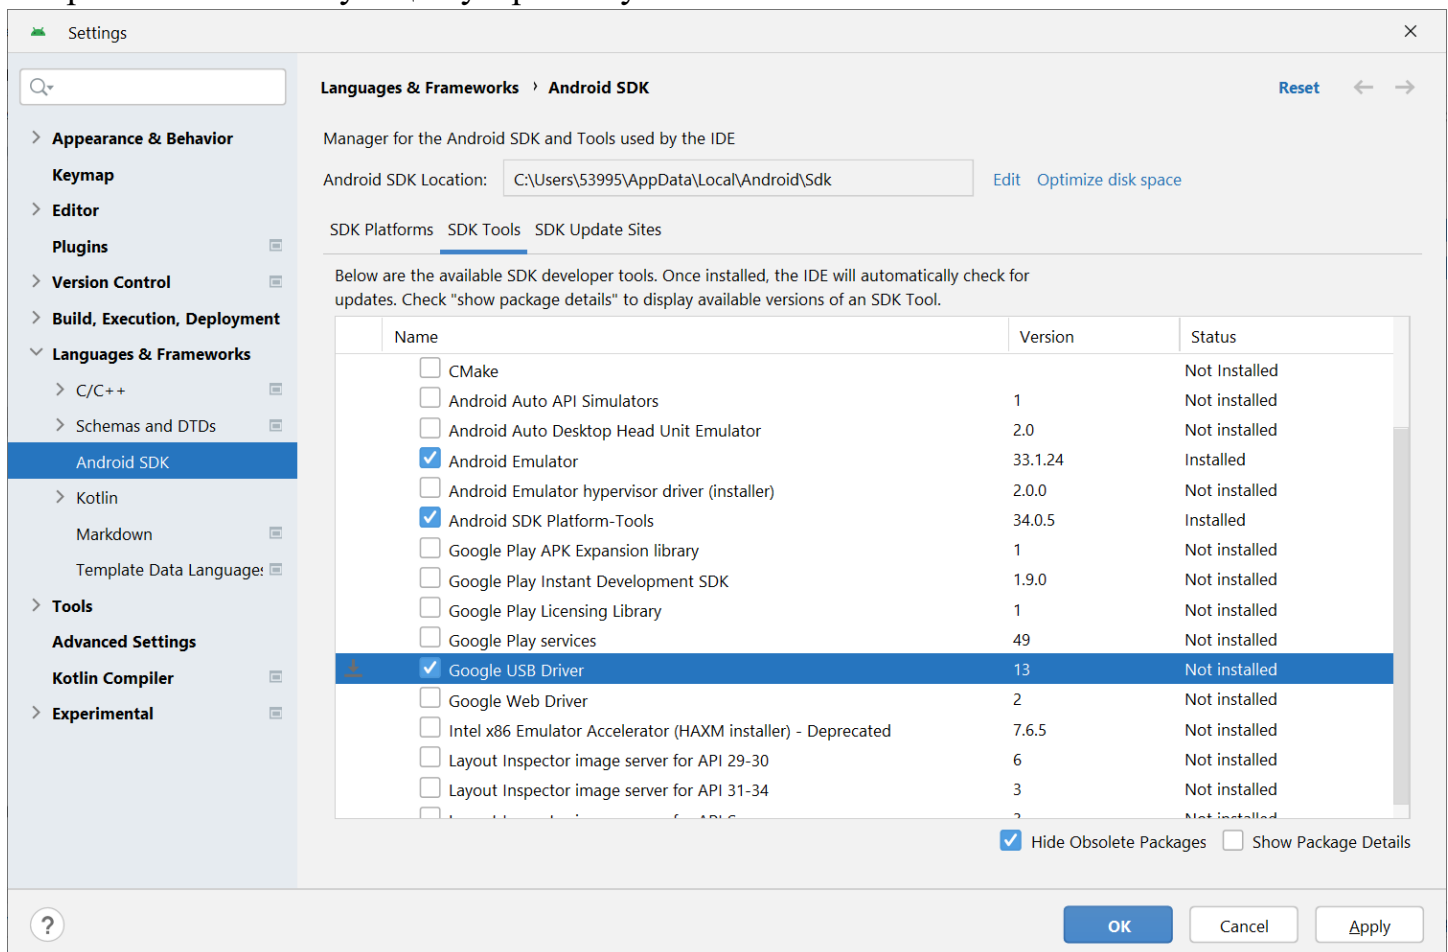 Settings
Languages & Frameworks › Android SDK
Reset
Appearance & Behavior
Keymap
Editor
Plugins
Version Control
Build, Execution, Deployment
Languages & Frameworks
C/C++
Schemas and DTDs
Android SDK
Kotlin
Markdown
Template Data Languages
Tools
Advanced Settings
Kotlin Compiler
Experimental
Manager for the Android SDK and Tools used by the IDE
Android SDK Location: C:\Users\53995\AppData\Local\Android\Sdk Edit Optimize disk space
SDK Platforms SDK Tools SDK Update Sites
Below are the available SDK developer tools. Once installed, the IDE will automatically check for
updates. Check "show package details" to display available versions of an SDK Tool.
Name Version Status
CMake Not Installed
Android Auto API Simulators 1 Not installed
Android Auto Desktop Head Unit Emulator 2.0 Not installed
Android Emulator 33.1.24 Installed
Android Emulator hypervisor driver (installer) 2.0.0 Not installed
Android SDK Platform-Tools 34.0.5 Installed
Google Play APK Expansion library 1 Not installed
Google Play Instant Development SDK 1.9.0 Not installed
Google Play Licensing Library 1 Not installed
Google Play services 49 Not installed
Google USB Driver 13 Not installed
Google Web Driver 2 Not installed
Intel x86 Emulator Accelerator (HAXM installer) - Deprecated 7.6.5 Not installed
Layout Inspector image server for API 29-30 6 Not installed
Layout Inspector image server for API 31-34 3 Not installed
Hide Obsolete Packages Show Package Details
? OK Cancel Apply